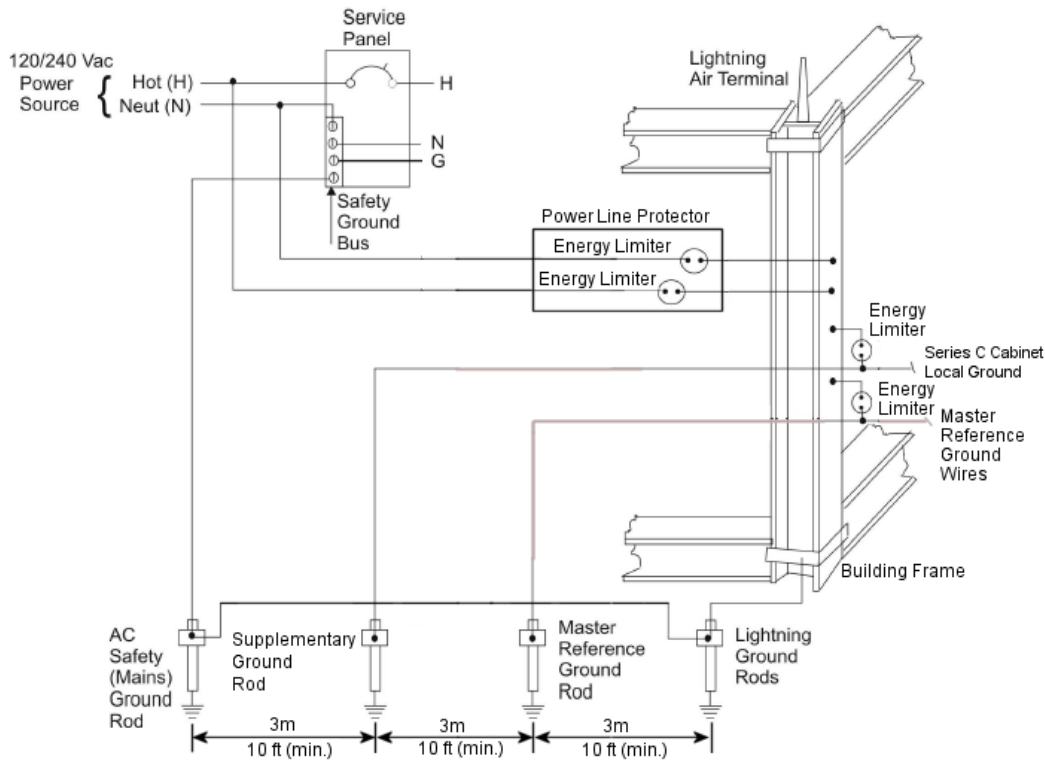 Service
Panel
120/240 Vac
Power
Source
{
Hot (H)
Neut (N)
H
N
G
Safety
Ground
Bus
Lightning
Air Terminal
Power Line Protector
Energy Limiter
Energy Limiter
Energy
Limiter
Series C Cabinet
Local Ground
Energy
Limiter
Master
Reference
Ground
Wires
Building Frame
AC
Safety
(Mains)
Ground
Rod
Supplementary
Ground
Rod
Master
Reference
Ground
Rod
Lightning
Ground
Rods
3m
10 ft (min.)
3m
10 ft (min.)
3m
10 ft (min.)